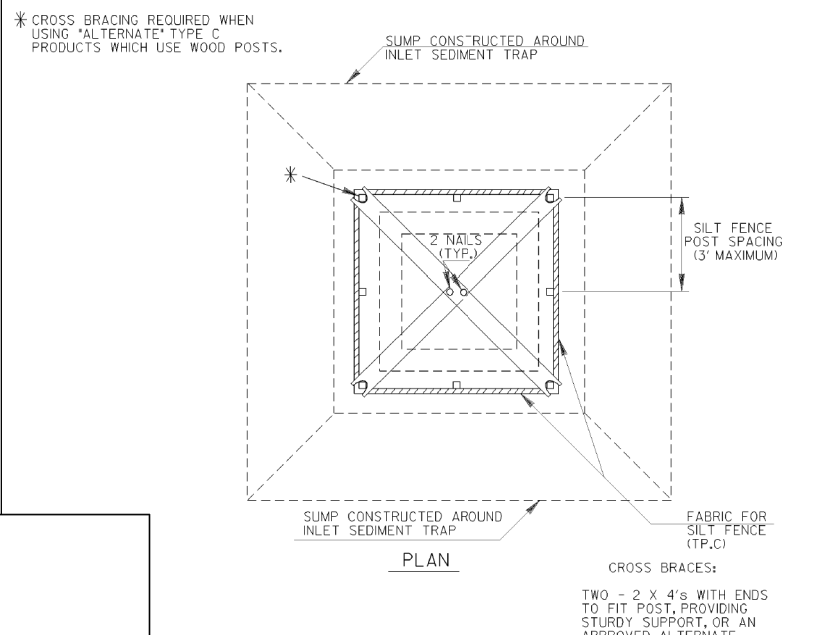 * CROSS BRACING REQUIRED WHEN
USING "ALTERNATE" TYPE C
PRODUCTS WHICH USE WOOD POSTS.
SUMP CONSTRUCTED AROUND
INLET SEDIMENT TRAP
*
2 NAILS
(TYP.)
SILT FENCE
POST SPACING
(3' MAXIMUM)
SUMP CONSTRUCTED AROUND
INLET SEDIMENT TRAP
PLAN
FABRIC FOR
SILT FENCE
(TP.C)
CROSS BRACES:
TWO - 2 X 4's WITH ENDS
TO FIT POST, PROVIDING
STURDY SUPPORT, OR AN
APPROVED ALTERNATE